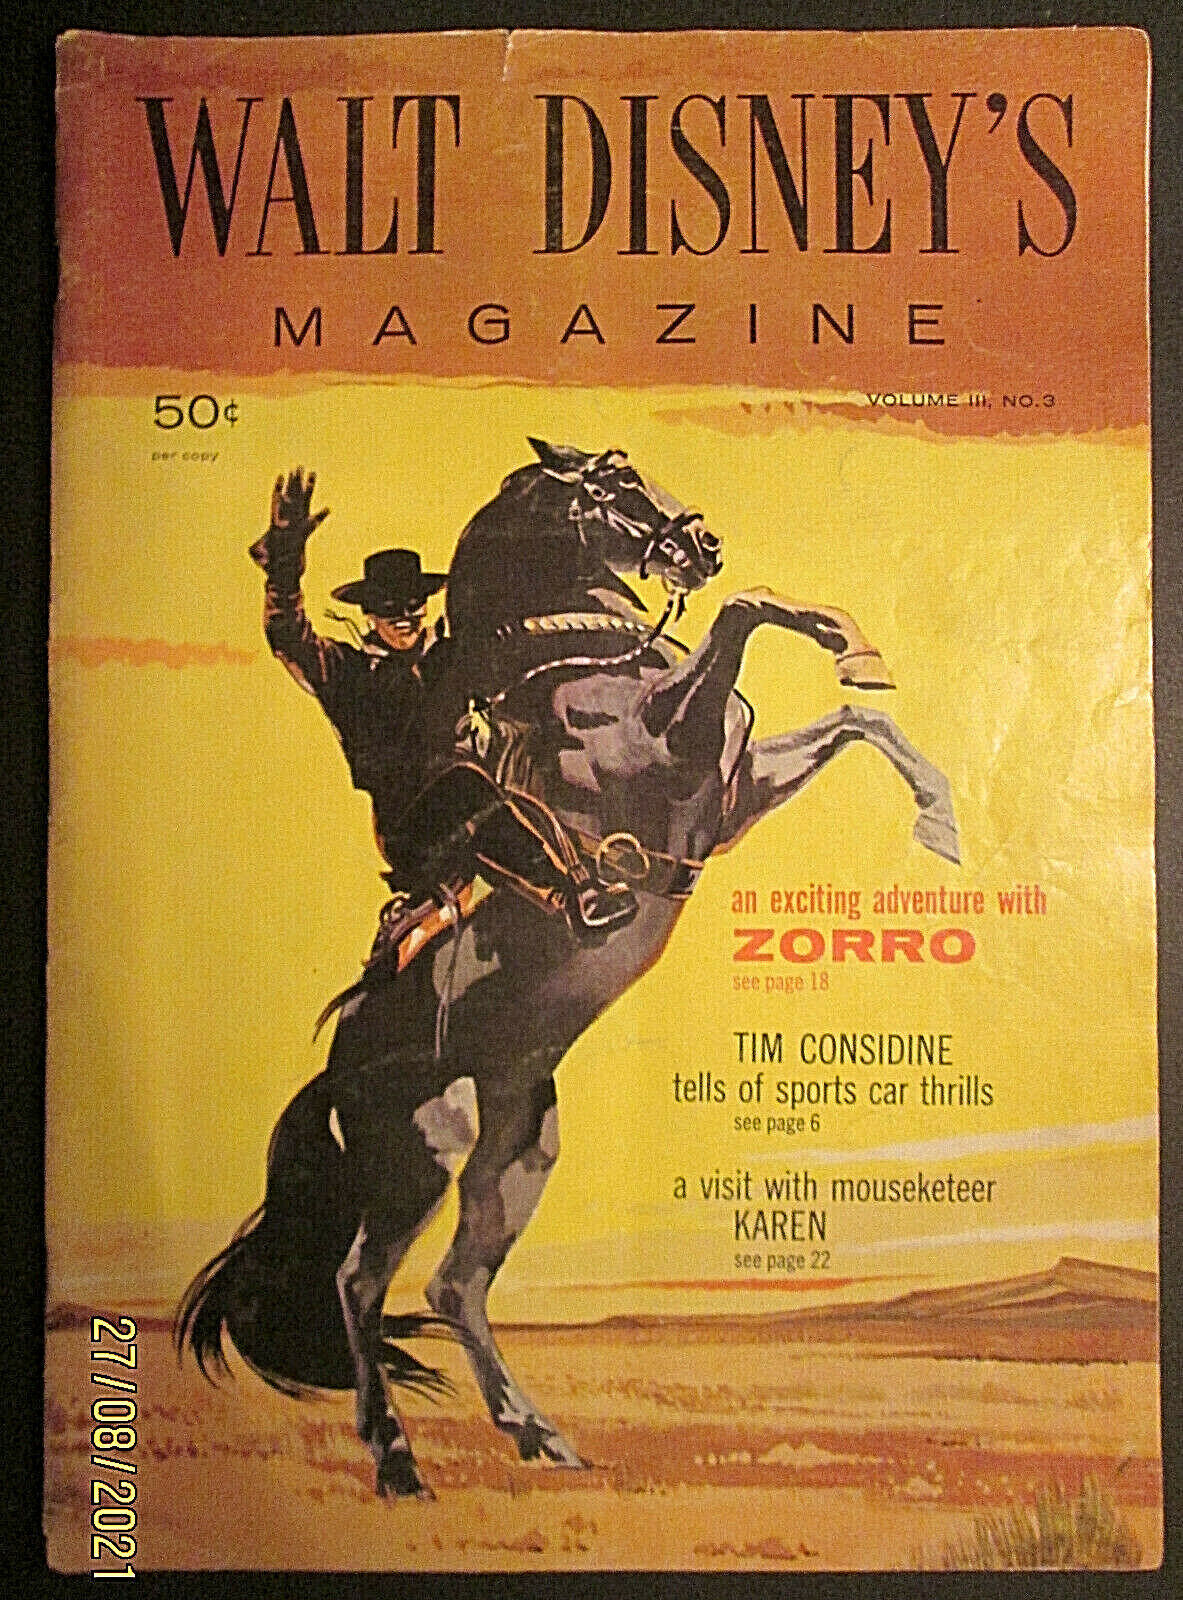 WALT DISNEY'S
MAGAZINE
50¢
per copy
VOLUME III, NO. 3
an exciting adventure with
ZORRO
see page 18
TIM CONSIDINE
tells of sports car thrills
see page 6
a visit with mouseketeer
KAREN
see page 22
27/08/2021